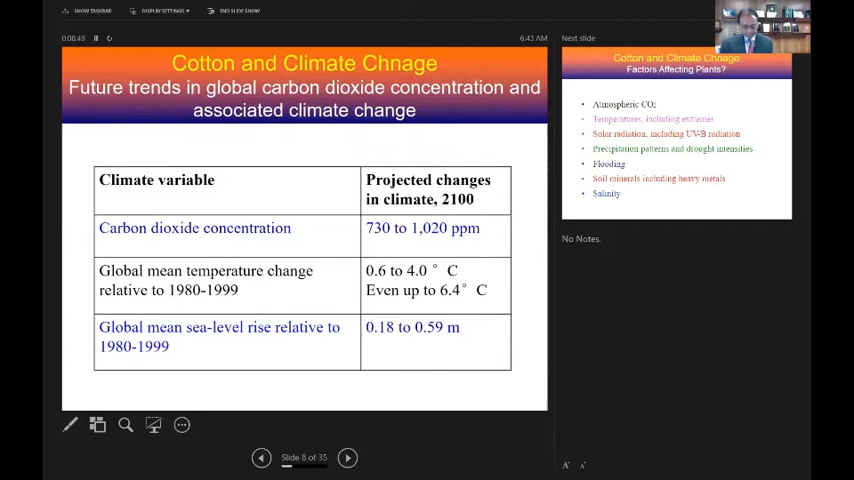 SHOW TASKBAR
DISPLAY SETTINGS ▾
END SLIDE SHOW
0:08:49
6:43 AM
Cotton and Climate Chnage
Future trends in global carbon dioxide concentration and
associated climate change
Climate variable
Projected changes
in climate, 2100
Carbon dioxide concentration
730 to 1,020 ppm
Global mean temperature change
relative to 1980-1999
0.6 to 4.0 ° C
Even up to 6.4° C
Global mean sea-level rise relative to
1980-1999
0.18 to 0.59 m
Slide 8 of 35
Next slide
Cotton and Climate Chnage
Factors Affecting Plants?
• Atmospheric CO₂
• Temperatures, including extremes
• Solar radiation, including UV-B radiation
• Precipitation patterns and drought intensities
• Flooding
• Soil minerals including heavy metals
• Salinity
No Notes.
A A